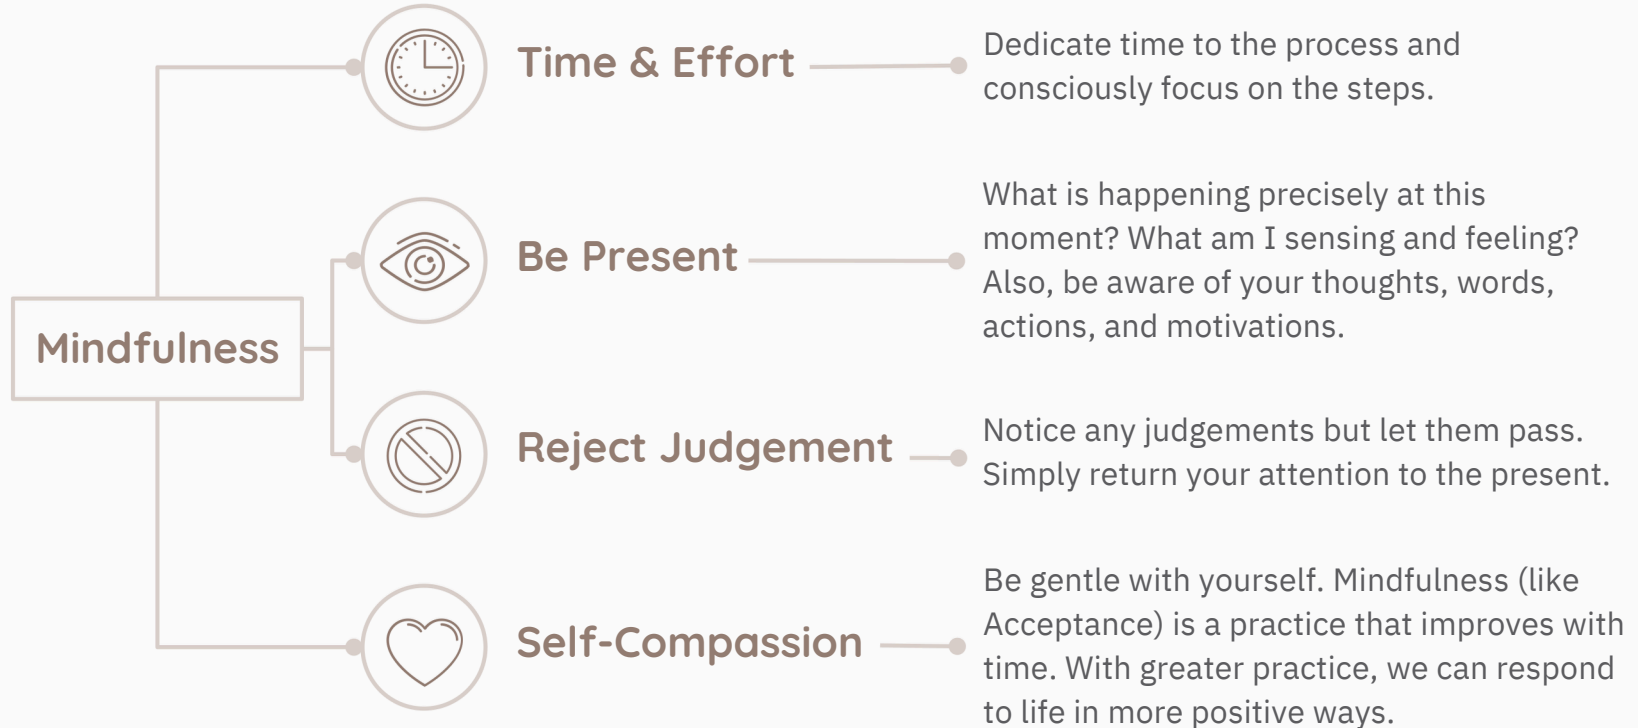 Mindfulness
Time & Effort
Dedicate time to the process and
consciously focus on the steps.
Be Present
What is happening precisely at this
moment? What am I sensing and feeling?
Also, be aware of your thoughts, words,
actions, and motivations.
Reject Judgement
Notice any judgements but let them pass.
Simply return your attention to the present.
Self-Compassion
Be gentle with yourself. Mindfulness (like
Acceptance) is a practice that improves with
time. With greater practice, we can respond
to life in more positive ways.